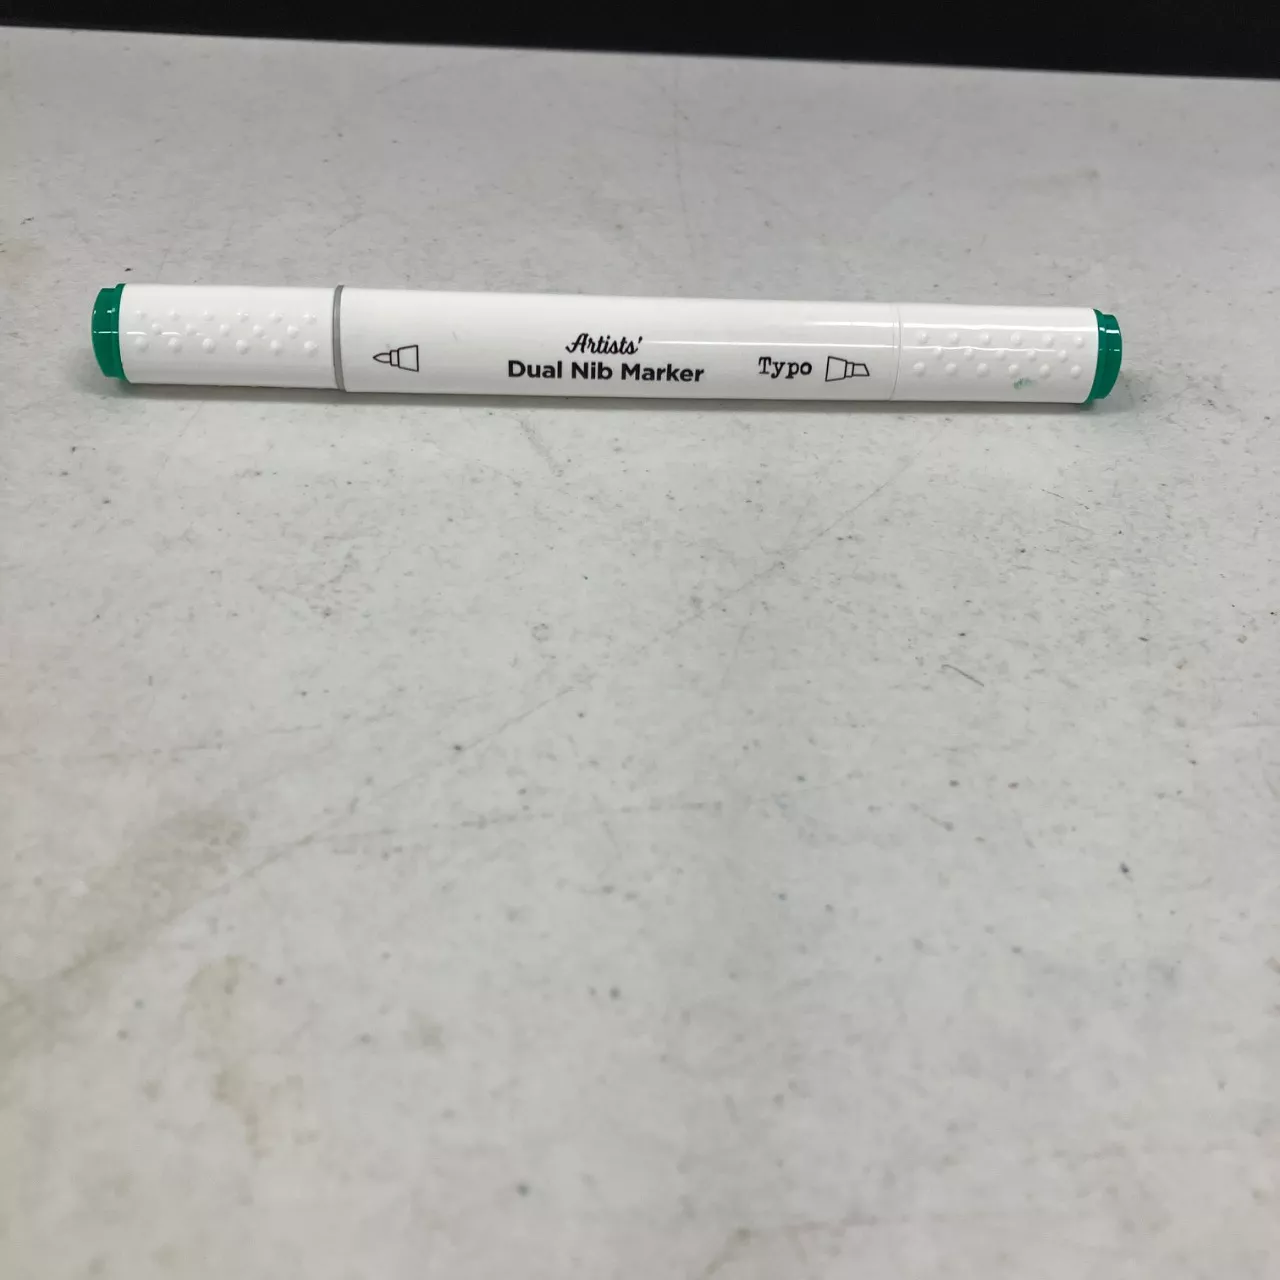 Artists'
Dual Nib Marker
Typo